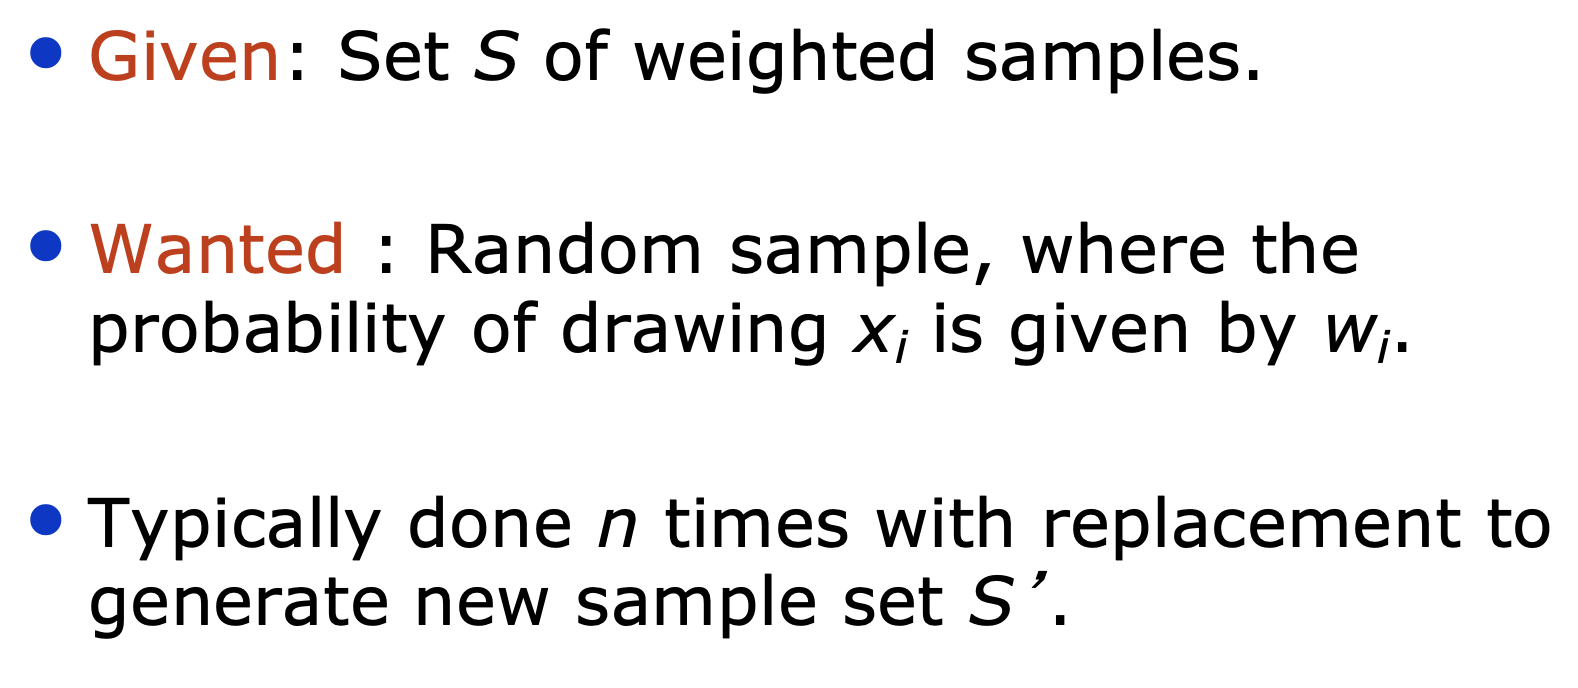 • Given: Set S of weighted samples.
• Wanted : Random sample, where the
probability of drawing xᵢ is given by wᵢ.
• Typically done n times with replacement to
generate new sample set S’.